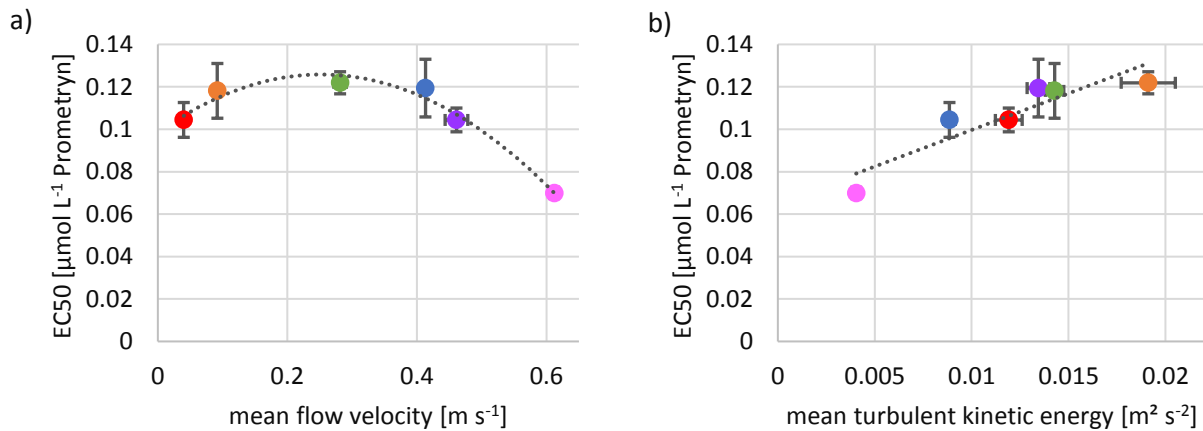 a)
EC50 [µmol L-1 Prometryn]
0.14
0.12
0.1
0.08
0.06
0.04
0.02
0
0 0.2 0.4 0.6
mean flow velocity [m s-1]
b)
EC50 [µmol L-1 Prometryn]
0.14
0.12
0.1
0.08
0.06
0.04
0.02
0
0 0.005 0.01 0.015 0.02
mean turbulent kinetic energy [m² s-2]